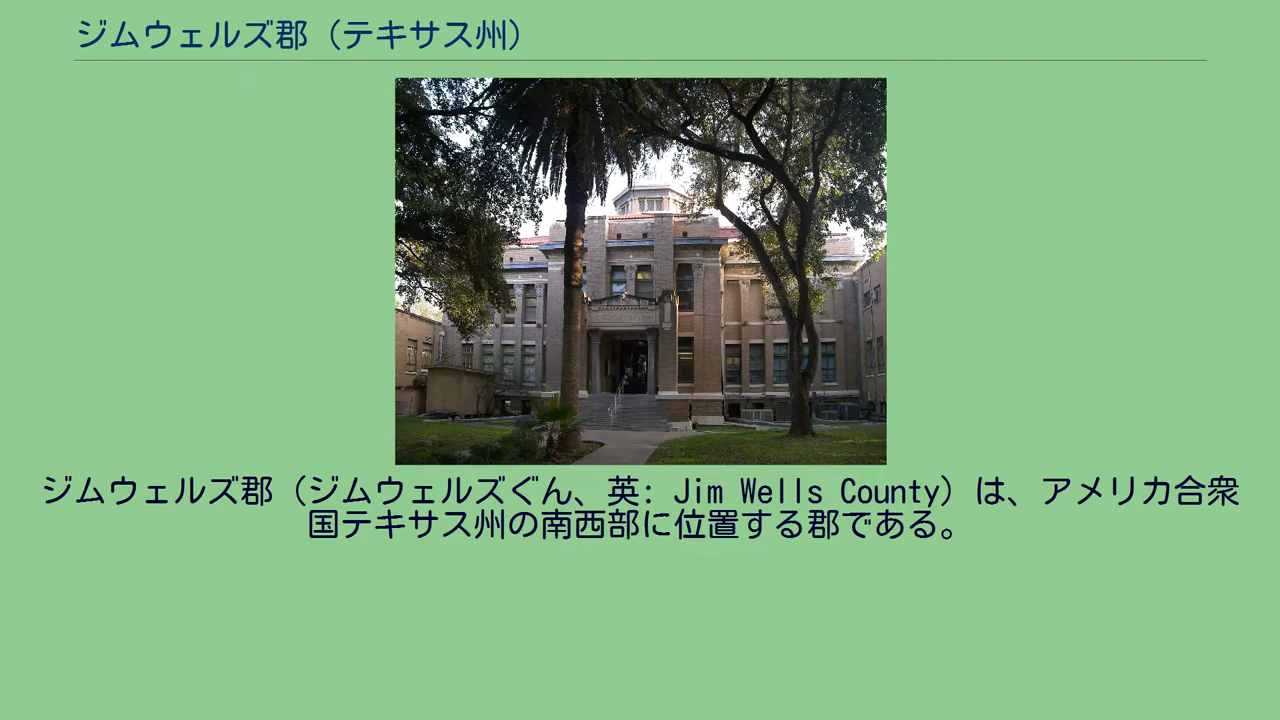 ジムウェルズ郡（テキサス州）
ジムウェルズ郡（ジムウェルズぐん、英: Jim Wells County）は、アメリカ合衆
国テキサス州の南西部に位置する郡である。